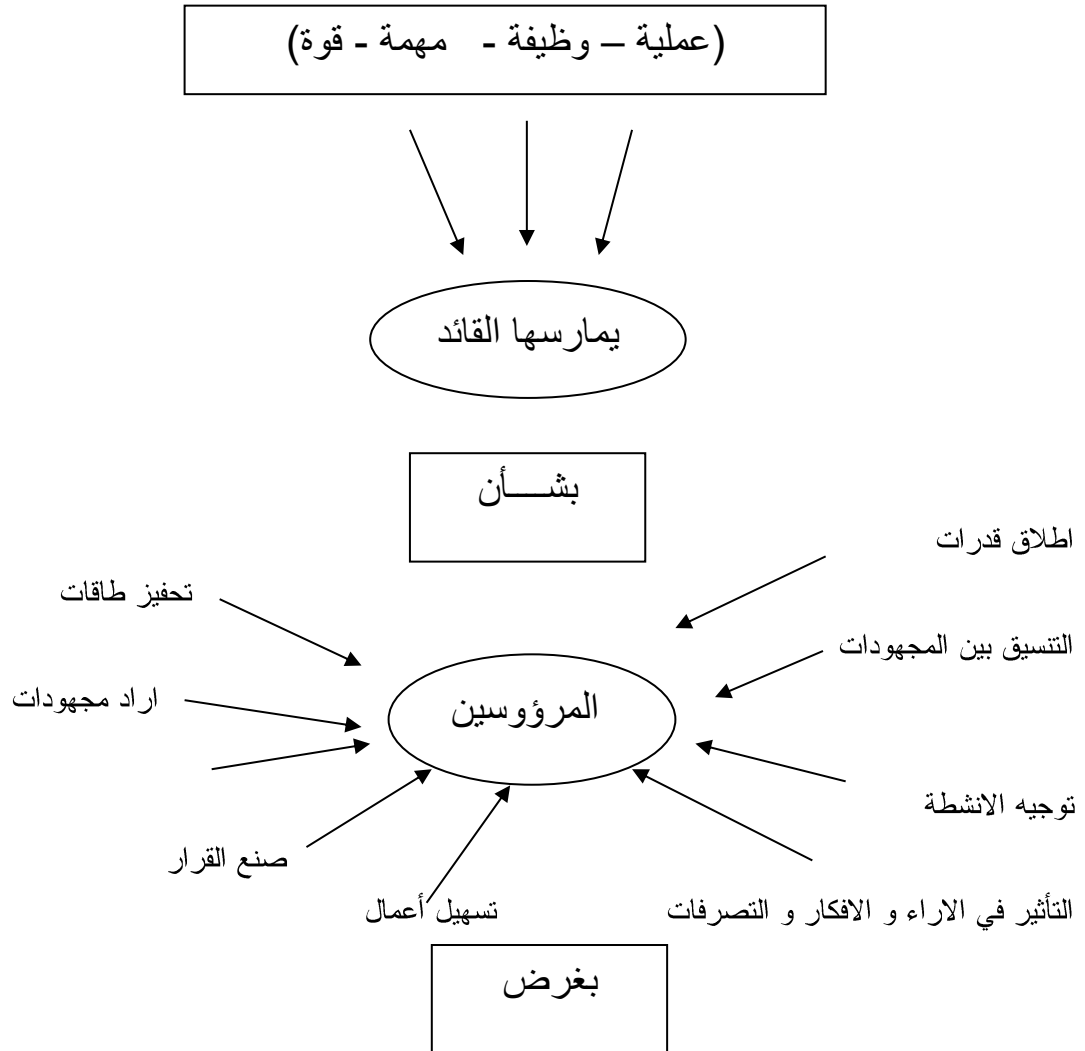 (عملية – وظيفة - مهمة - قوة)
يمارسها القائد
بشـــأن
اطلاق قدرات
تحفيز طاقات
التنسيق بين المجهودات
اراد مجهودات
المرؤوسين
توجيه الانشطة
صنع القرار
تسهيل أعمال
التأثير في الاراء و الافكار و التصرفات
بغرض